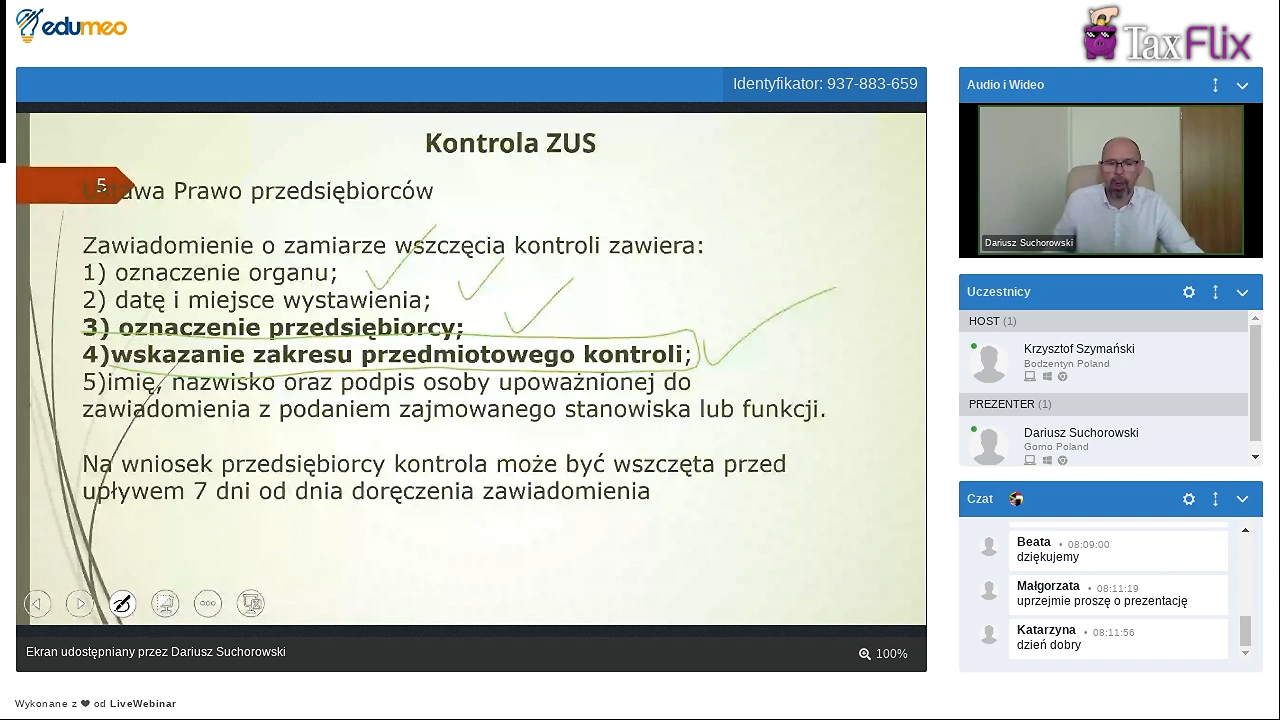 edumeo
TaxFlix
Identyfikator: 937-883-659
Kontrola ZUS
5
Ustawa Prawo przedsiębiorców
Zawiadomienie o zamiarze wszczęcia kontroli zawiera:
1) oznaczenie organu;
2) datę i miejsce wystawienia;
3) oznaczenie przedsiębiorcy;
4)wskazanie zakresu przedmiotowego kontroli;
5)imię, nazwisko oraz podpis osoby upoważnionej do
zawiadomienia z podaniem zajmowanego stanowiska lub funkcji.
Na wniosek przedsiębiorcy kontrola może być wszczęta przed
upływem 7 dni od dnia doręczenia zawiadomienia
Ekran udostępniany przez Dariusz Suchorowski
100%
Audio i Wideo
Dariusz Suchorowski
Uczestnicy
HOST (1)
Krzysztof Szymański
Bodzentyn Poland
PREZENTER (1)
Dariusz Suchorowski
Gomo Poland
Czat
Beata • 08:09:00
dziękujemy
Małgorzata • 08:11:19
uprzejmie proszę o prezentację
Katarzyna • 08:11:56
dzień dobry
Wykonane z ❤ od LiveWebinar